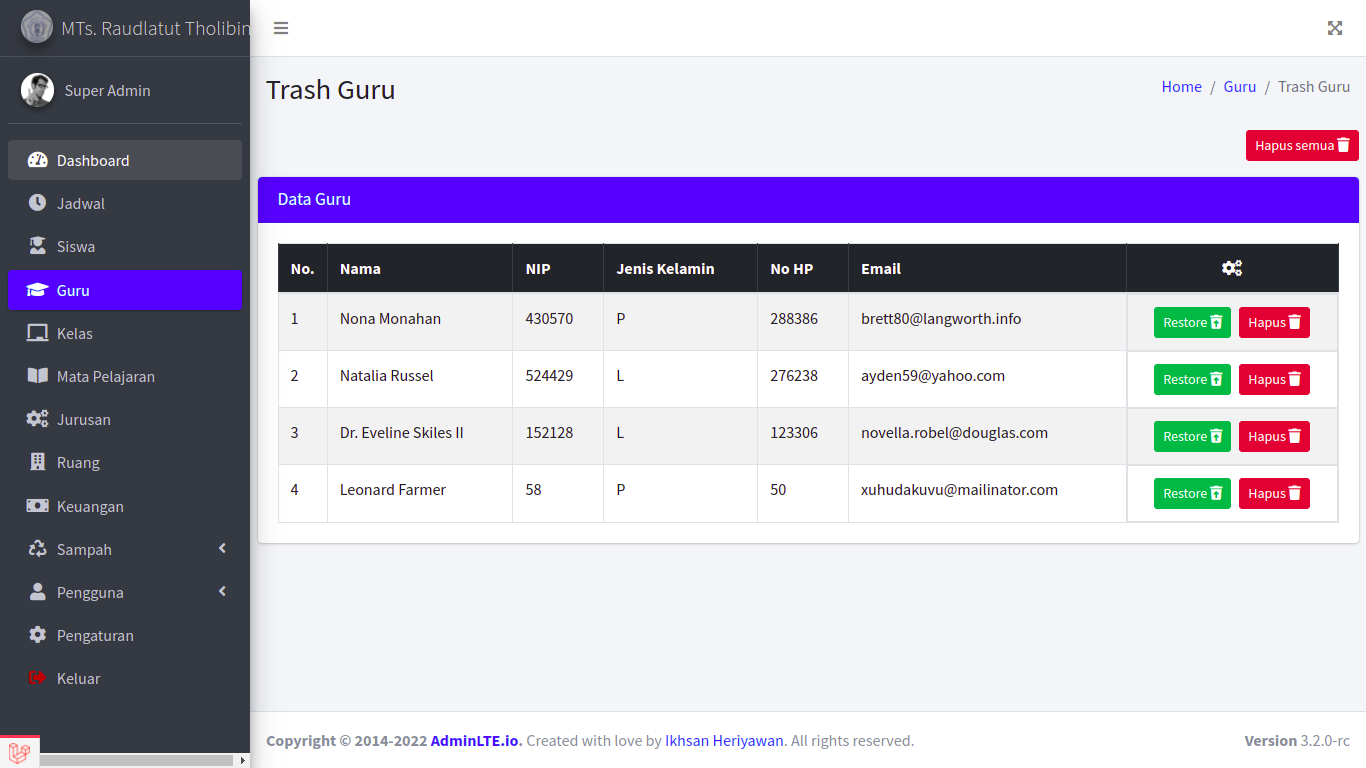 MTs. Raudlatut Tholibin
Super Admin
Dashboard
Jadwal
Siswa
Guru
Kelas
Mata Pelajaran
Jurusan
Ruang
Keuangan
Sampah
Pengguna
Pengaturan
Keluar
Trash Guru
Home / Guru / Trash Guru
Hapus semua
Data Guru
No. Nama NIP Jenis Kelamin No HP Email
1 Nona Monahan 430570 P 288386 brett80@langworth.info Restore Hapus
2 Natalia Russel 524429 L 276238 ayden59@yahoo.com Restore Hapus
3 Dr. Eveline Skiles II 152128 L 123306 novella.robel@douglas.com Restore Hapus
4 Leonard Farmer 58 P 50 xuhudakuvu@mailinator.com Restore Hapus
Copyright © 2014-2022 AdminLTE.io. Created with love by Ikhsan Heriyawan. All rights reserved. Version 3.2.0-rc